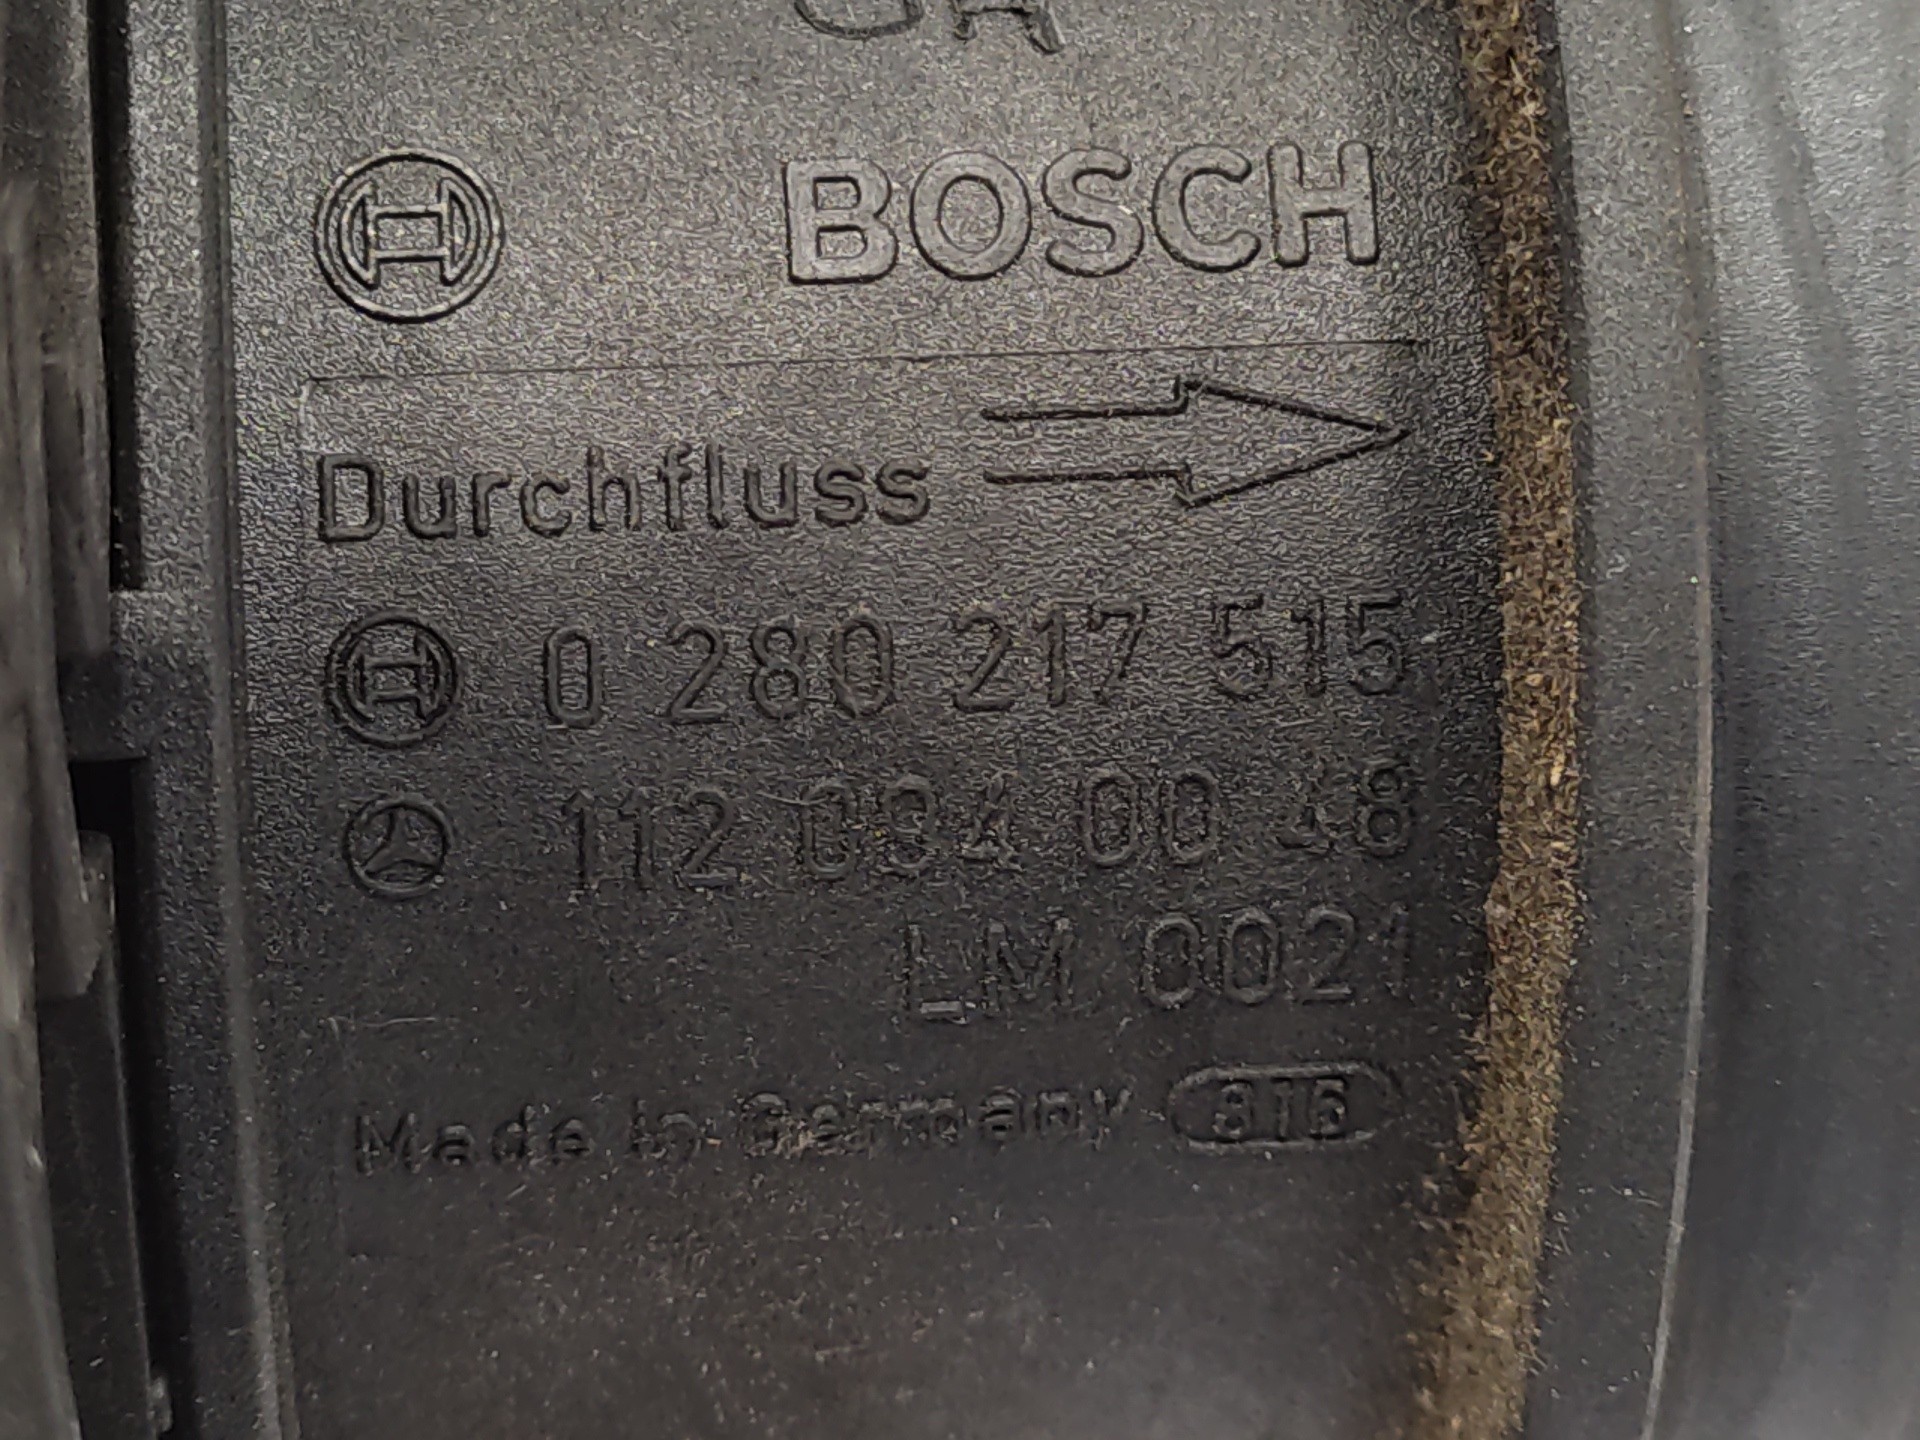 BOSCH
Durchfluss
0 280 217 515
112 094 00 48
LM 0021
Made in Germany 816